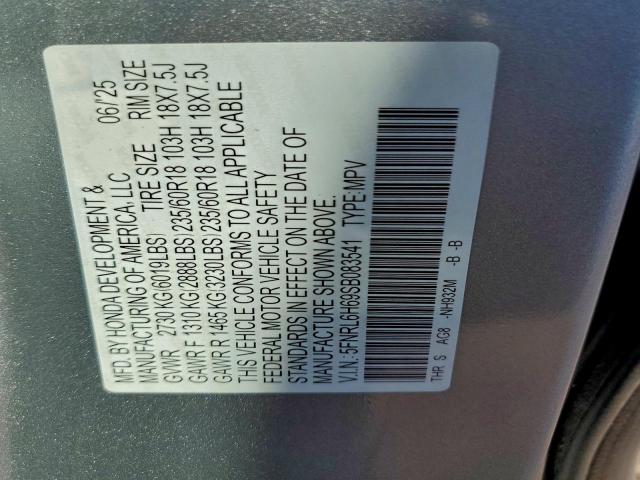 MFD. BY HONDA DEVELOPMENT & 06/'25
MANUFACTURING OF AMERICA, LLC
GVWR 2730 KG(6019LBS) TIRE SIZE RIM SIZE
GAWR F 1310 KG(2888LBS) 235/60R18 103H 18X7.5J
GAWR R 1465 KG(3230LBS) 235/60R18 103H 18X7.5J
THIS VEHICLE CONFORMS TO ALL APPLICABLE
FEDERAL MOTOR VEHICLE SAFETY
STANDARDS IN EFFECT ON THE DATE OF
MANUFACTURE SHOWN ABOVE.
V.I.N.: 5FNRL6H69SB083541 TYPE: MPV
THR S AG8 -NH932M -B -B